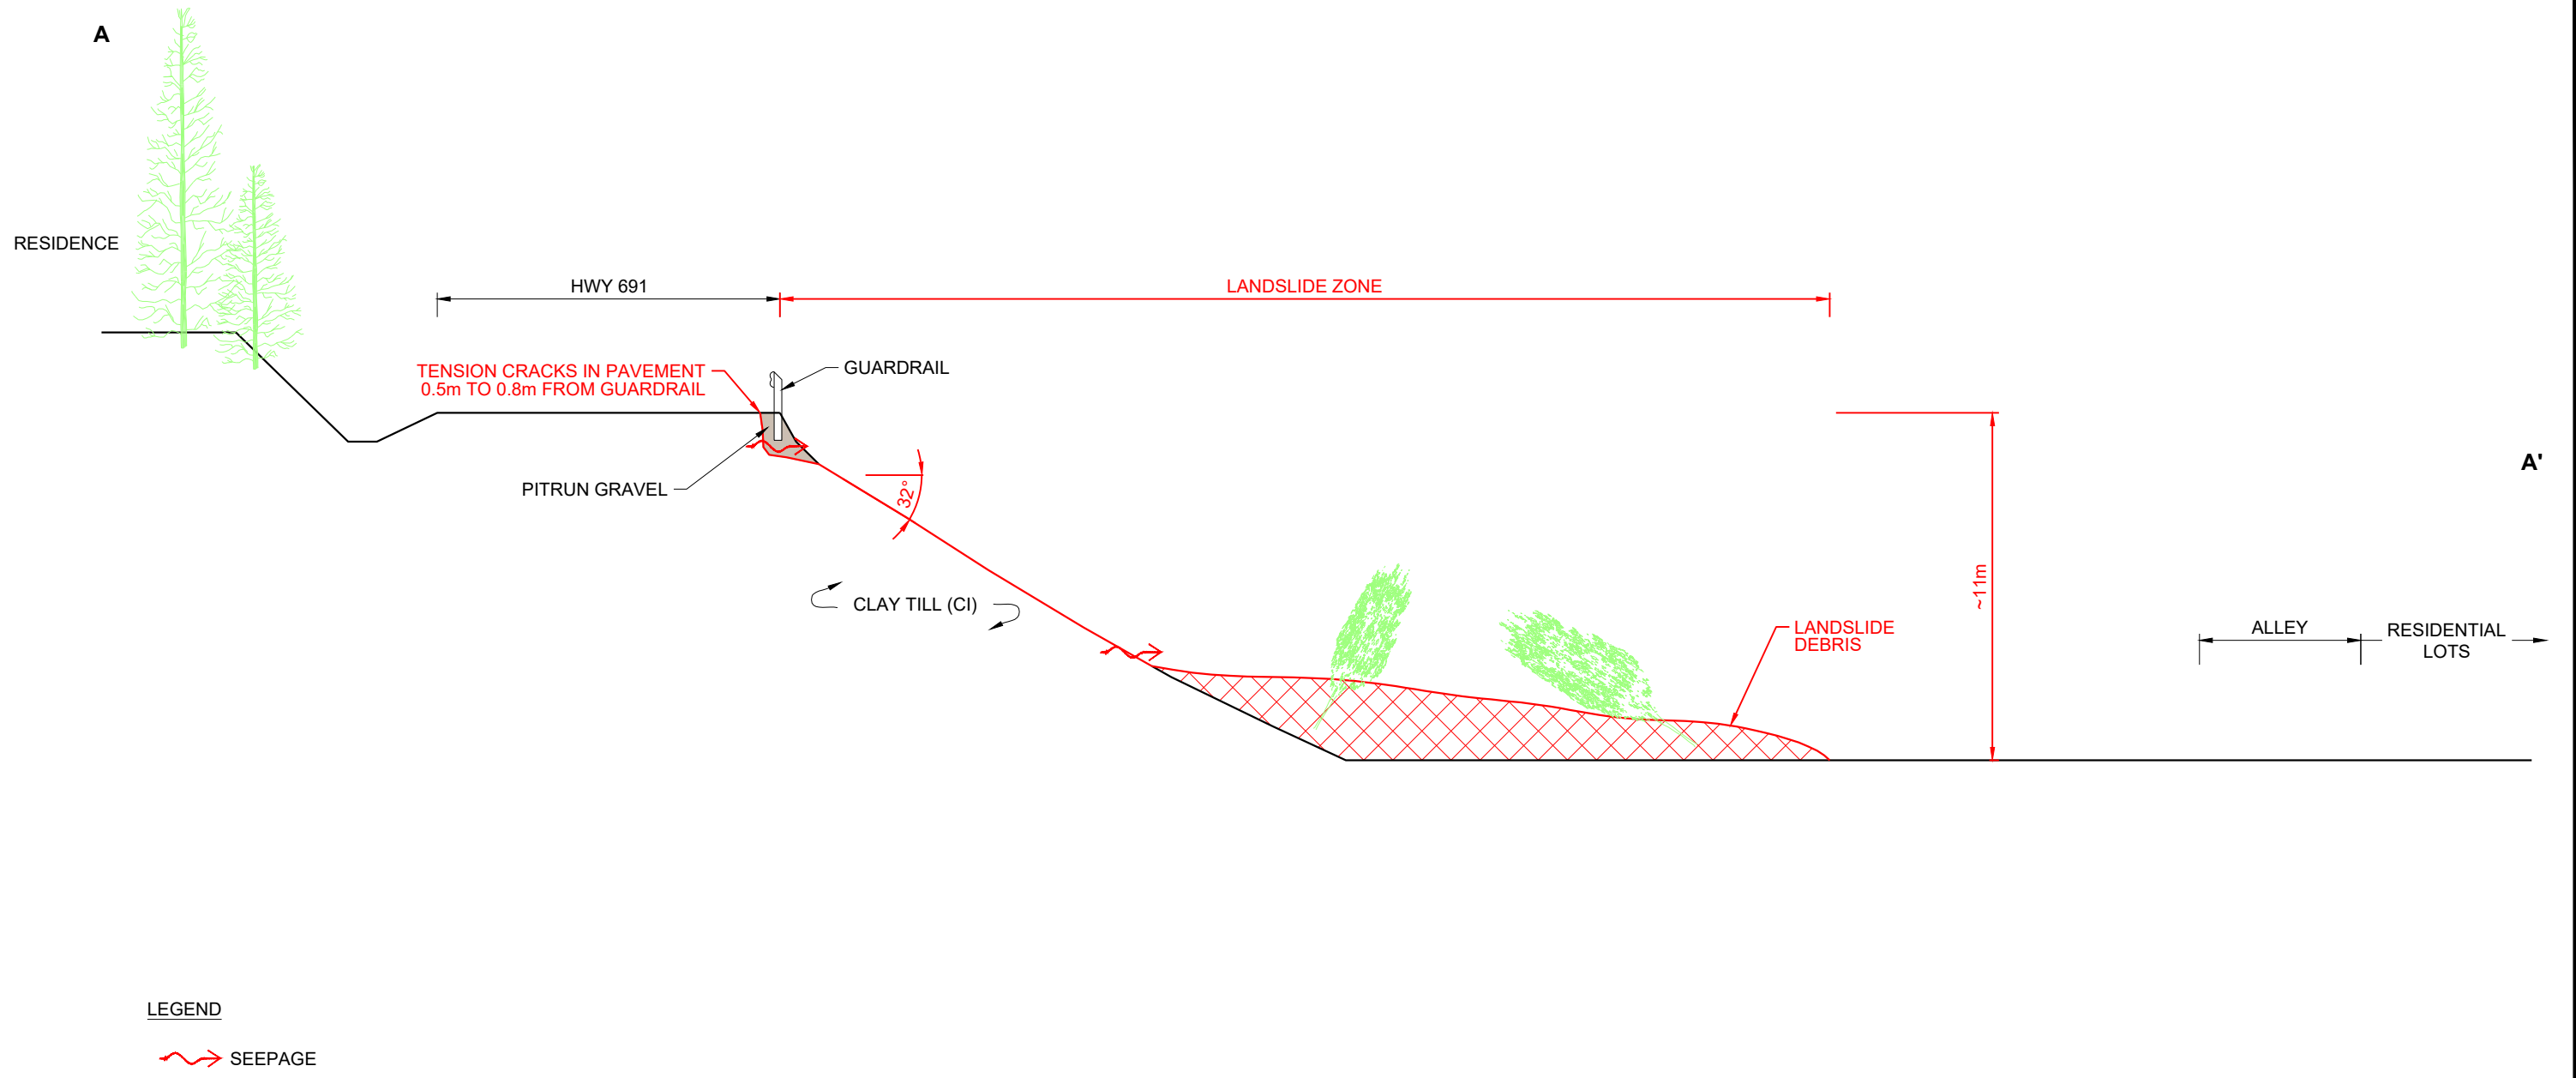 A
RESIDENCE
HWY 691
LANDSLIDE ZONE
TENSION CRACKS IN PAVEMENT
0.5m TO 0.8m FROM GUARDRAIL
GUARDRAIL
PITRUN GRAVEL
32°
CLAY TILL (CI)
~11m
LANDSLIDE
DEBRIS
A'
ALLEY
RESIDENTIAL
LOTS
LEGEND
SEEPAGE